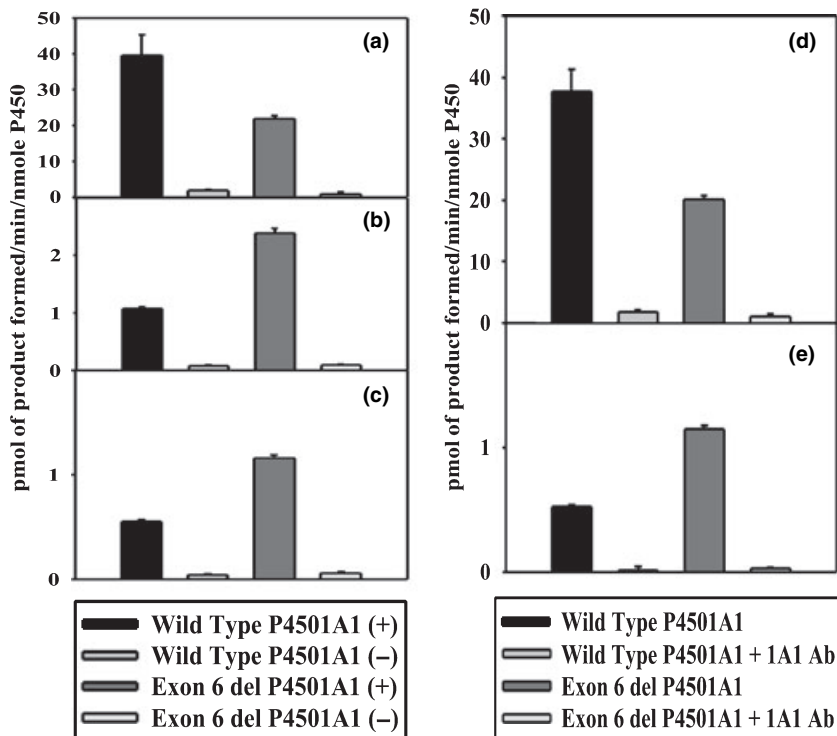 pmol of product formed/min/nmole P450
50
40
30
20
10
0
(a)
2
1
0
(b)
1
0
(c)
Wild Type P4501A1 (+)
Wild Type P4501A1 (–)
Exon 6 del P4501A1 (+)
Exon 6 del P4501A1 (–)
pmol of product formed/min/nmole P450
50
40
30
20
10
0
(d)
1
0
(e)
Wild Type P4501A1
Wild Type P4501A1 + 1A1 Ab
Exon 6 del P4501A1
Exon 6 del P4501A1 + 1A1 Ab